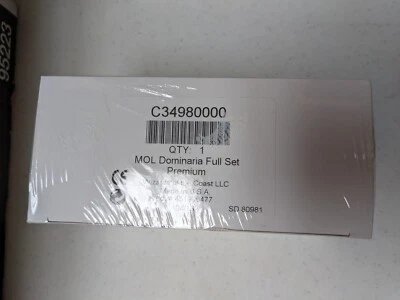 95223
C34980000
QTY: 1
MOL Dominaria Full Set
Premium
Coast LLC
SD 80981